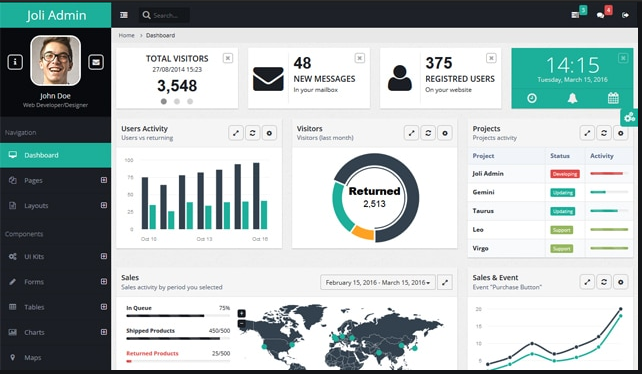 Joli Admin
Search...
3
4
John Doe
Web Developer/Designer
Navigation
Dashboard
Pages
Layouts
Components
UI Kits
Forms
Tables
Charts
Maps
Home > Dashboard
TOTAL VISITORS
27/08/2014 15:23
3,548
48
NEW MESSAGES
In your mailbox
375
REGISTRED USERS
On your website
14:15
Tuesday, March 15, 2016
Users Activity
Users vs returning
100
75
50
25
0
Oct 10
Oct 13
Oct 16
Visitors
Visitors (last month)
Returned
2,513
Projects
Projects activity
Project Status Activity
Joli Admin Developing
Gemini Updating
Taurus Updating
Leo Support
Virgo Support
Sales
Sales activity by period you selected
February 15, 2016 - March 15, 2016
In Queue 75%
Shipped Products 450/500
Returned Products 25/500
+
-
Sales & Event
Event "Purchase Button"
20
15
10
5